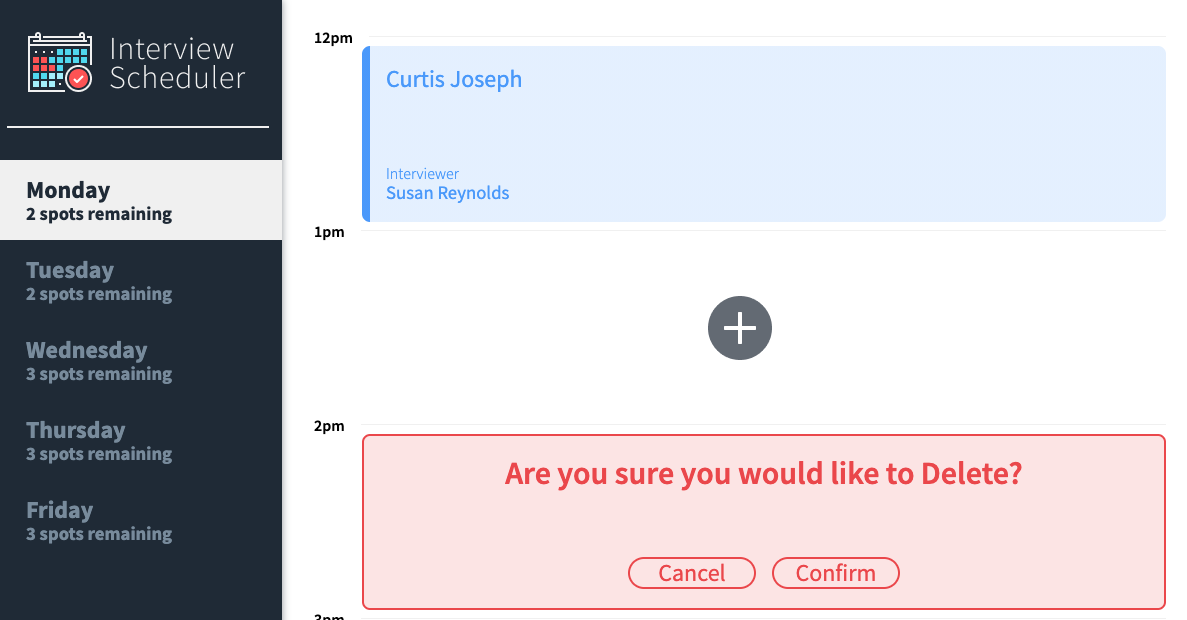 Interview
Scheduler
Monday
2 spots remaining
Tuesday
2 spots remaining
Wednesday
3 spots remaining
Thursday
3 spots remaining
Friday
3 spots remaining
12pm
Curtis Joseph
Interviewer
Susan Reynolds
1pm
2pm
Are you sure you would like to Delete?
Cancel Confirm
3pm